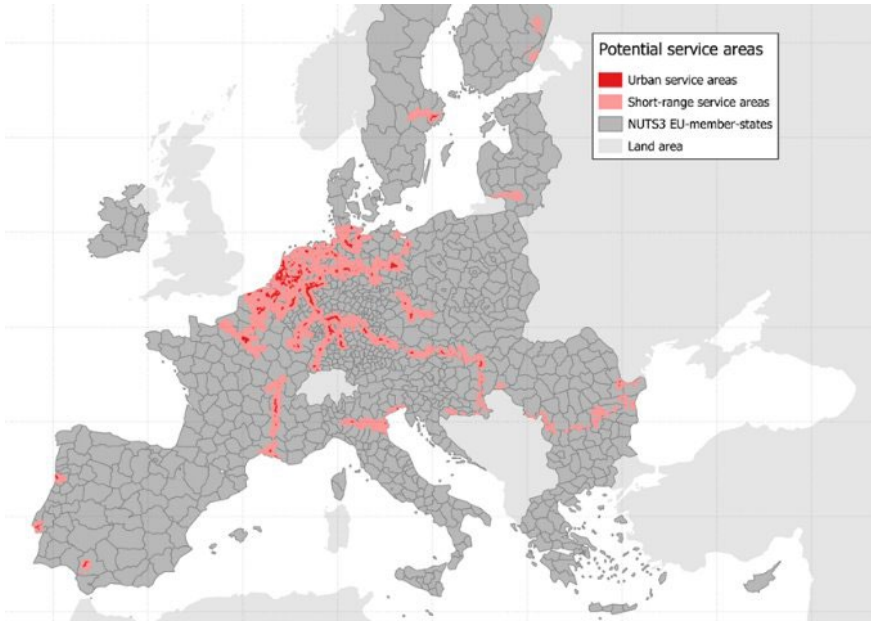 Potential service areas
Urban service areas
Short-range service areas
NUTS3 EU-member-states
Land area